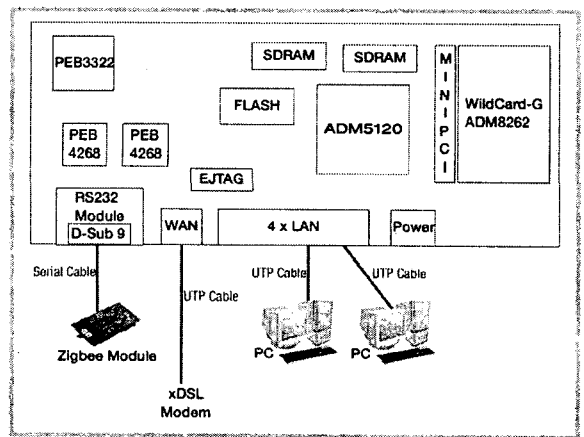 PEB3322
SDRAM
SDRAM
FLASH
ADM5120
MINIPCI
WildCard-G
ADM8262
PEB
4268
PEB
4268
EJTAG
RS232
Module
D-Sub 9
WAN
4 x LAN
Power
Serial Cable
UTP Cable
UTP Cable
UTP Cable
Zigbee Module
PC
PC
xDSL
Modem